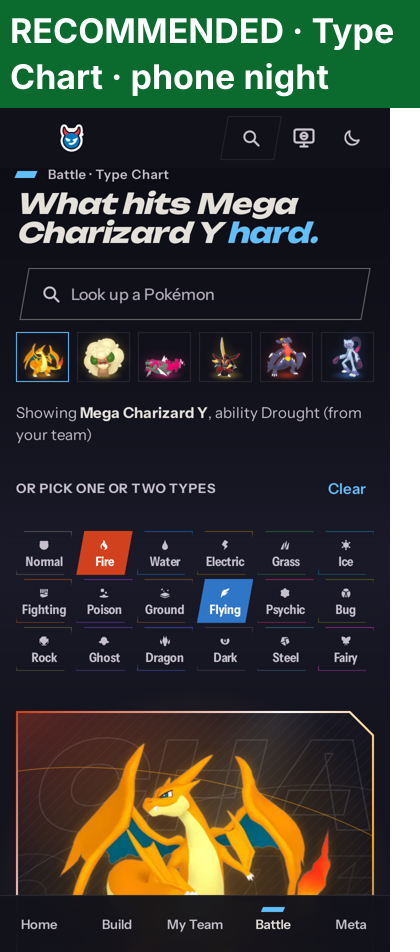 RECOMMENDED · Type
Chart · phone night
Battle · Type Chart
What hits Mega
Charizard Y hard.
Look up a Pokémon
Showing Mega Charizard Y, ability Drought (from
your team)
OR PICK ONE OR TWO TYPES
Clear
Normal Fire Water Electric Grass Ice
Fighting Poison Ground Flying Psychic Bug
Rock Ghost Dragon Dark Steel Fairy
CHA
Home Build My Team Battle Meta